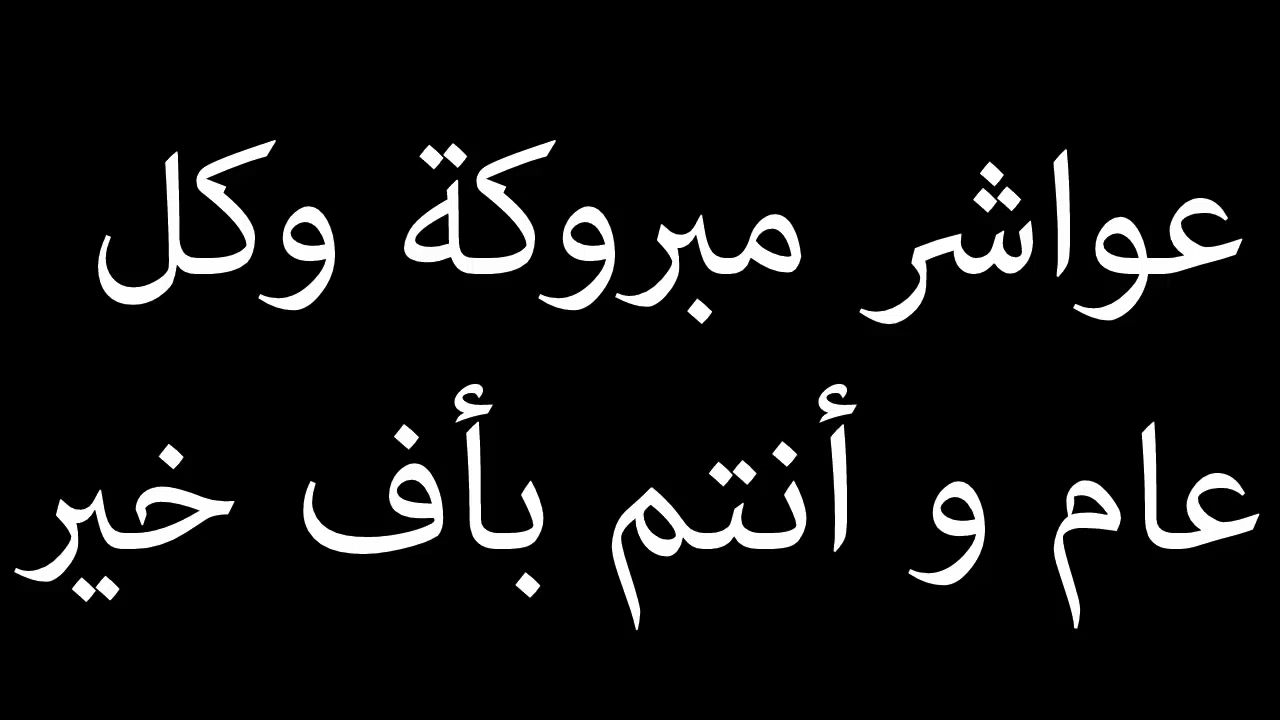 عواشر مبروكة وكل
عام و أنتم بأف خير